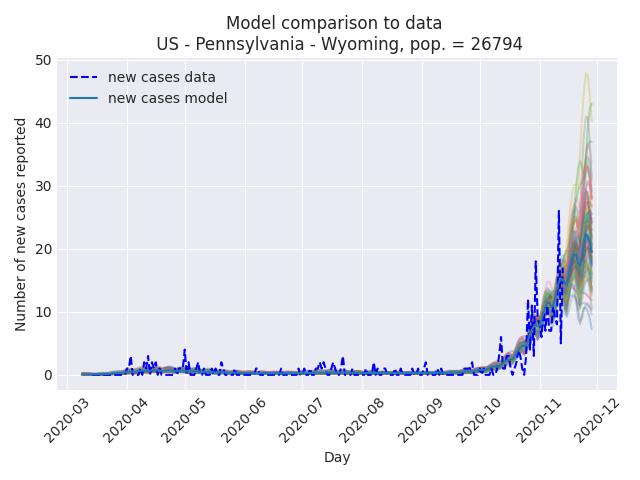 Model comparison to data
US - Pennsylvania - Wyoming, pop. = 26794
50
40
30
20
10
0
Number of new cases reported
new cases data
new cases model
2020-03
2020-04
2020-05
2020-06
2020-07
2020-08
2020-09
2020-10
2020-11
2020-12
Day